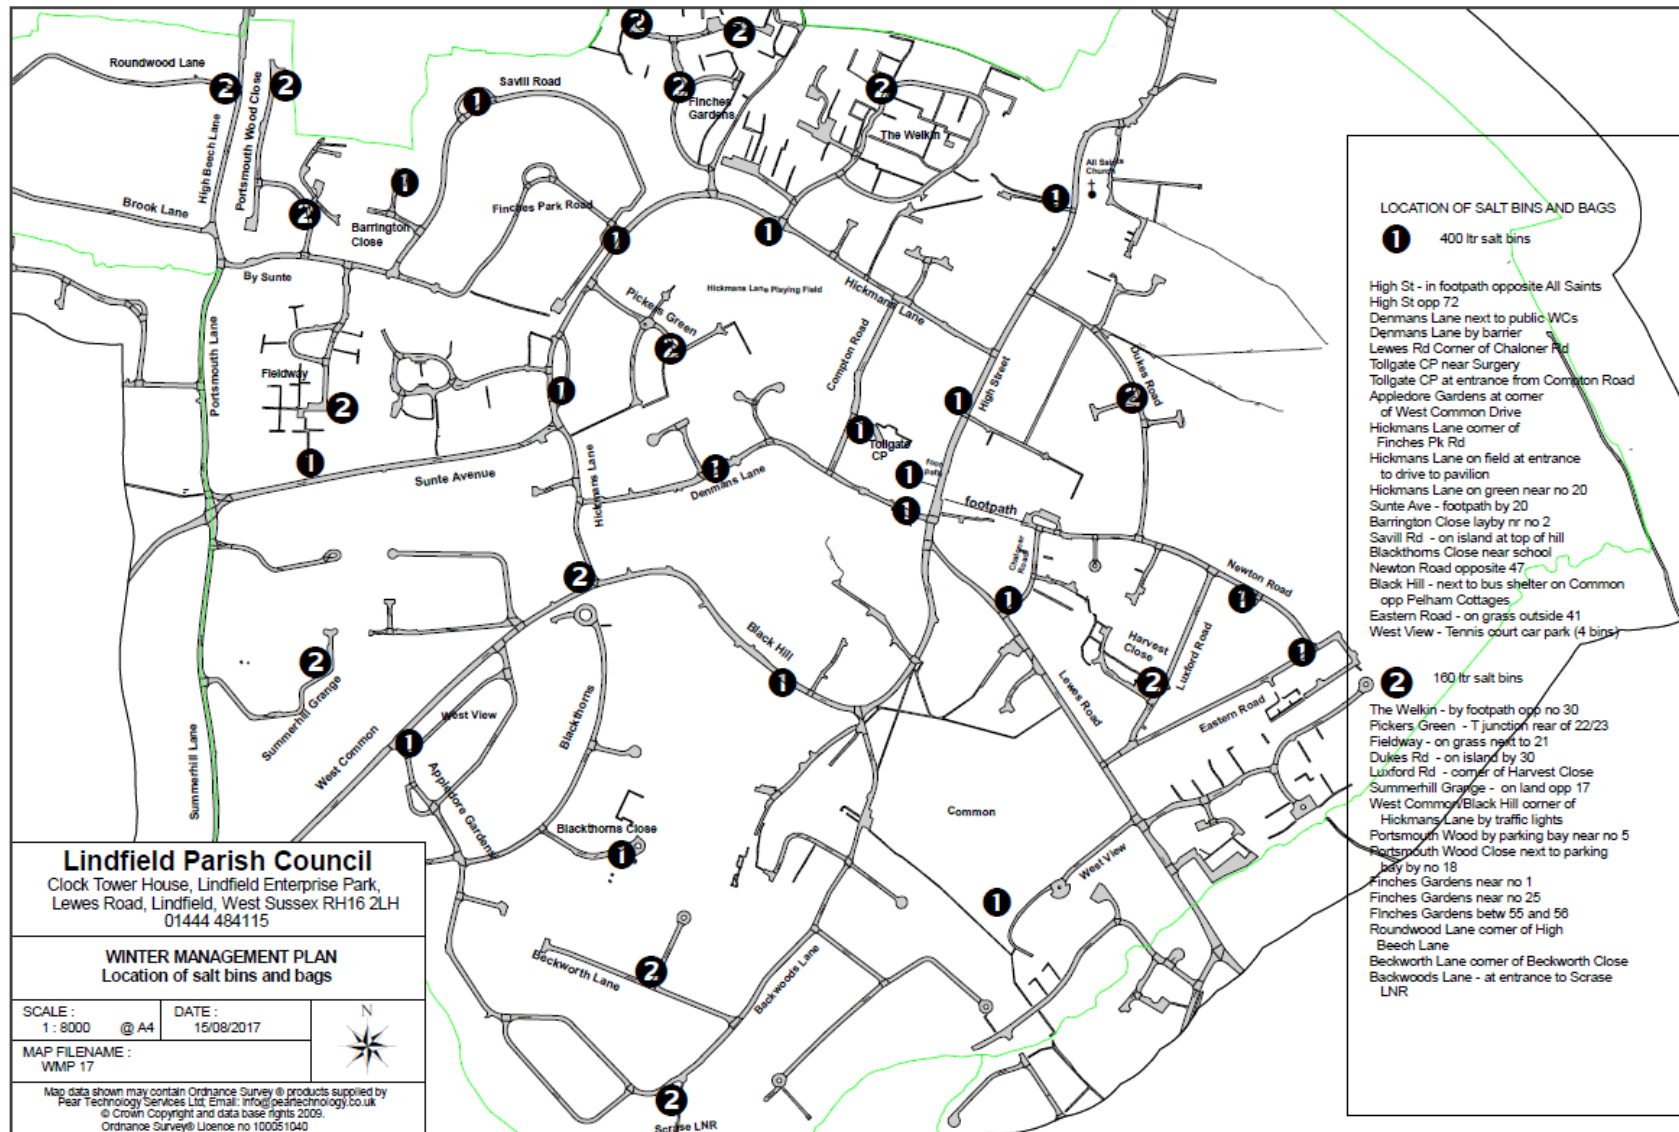 Roundwood Lane
High Beech Lane
Portsmouth Wood Close
Brook Lane
Savill Road
Finches
Gardens
The Welkin
All Saints
Church
Barrington
Close
Finches Park Road
By Sunte
Portsmouth Lane
Fieldway
Pickers Green
Hickmans Lane Playing Field
Hickmans Lane
Compton Road
High Street
Dukes Road
Tollgate
CP
foot
path
footpath
Sunte Avenue
Hickmans Lane
Denmans Lane
Chaloner
Road
Newton Road
Harvest
Close
Luxford Road
Eastern Road
Lewes Road
Black Hill
Summerhill Grange
Summerhill Lane
West Common
West View
Blackthorns
Appledore Gardens
Blackthorns Close
Common
West View
Beckworth Lane
Backwoods Lane
Scrase LNR
LOCATION OF SALT BINS AND BAGS
1 400 ltr salt bins
High St - in footpath opposite All Saints
High St opp 72
Denmans Lane next to public WCs
Denmans Lane by barrier
Lewes Rd Corner of Chaloner Rd
Tollgate CP near Surgery
Tollgate CP at entrance from Compton Road
Appledore Gardens at corner
of West Common Drive
Hickmans Lane corner of
Finches Pk Rd
Hickmans Lane on field at entrance
to drive to pavilion
Hickmans Lane on green near no 20
Sunte Ave - footpath by 20
Barrington Close layby nr no 2
Savill Rd - on island at top of hill
Blackthorns Close near school
Newton Road opposite 47
Black Hill - next to bus shelter on Common
opp Pelham Cottages
Eastern Road - on grass outside 41
West View - Tennis court car park (4 bins)
2 160 ltr salt bins
The Welkin - by footpath opp no 30
Pickers Green - T junction rear of 22/23
Fieldway - on grass next to 21
Dukes Rd - on island by 30
Luxford Rd - corner of Harvest Close
Summerhill Grange - on land opp 17
West Common/Black Hill corner of
Hickmans Lane by traffic lights
Portsmouth Wood by parking bay near no 5
Portsmouth Wood Close next to parking
bay by no 18
Finches Gardens near no 1
Finches Gardens near no 25
Finches Gardens betw 55 and 56
Roundwood Lane corner of High
Beech Lane
Beckworth Lane corner of Beckworth Close
Backwoods Lane - at entrance to Scrase
LNR
Lindfield Parish Council
Clock Tower House, Lindfield Enterprise Park,
Lewes Road, Lindfield, West Sussex RH16 2LH
01444 484115
WINTER MANAGEMENT PLAN
Location of salt bins and bags
SCALE :
1 : 8000 @ A4
DATE :
15/08/2017
N
MAP FILENAME :
WMP 17
Map data shown may contain Ordnance Survey ® products supplied by
Pear Technology Services Ltd; Email: info@peartechnology.co.uk
© Crown Copyright and data base rights 2009.
Ordnance Survey® Licence no 100051040